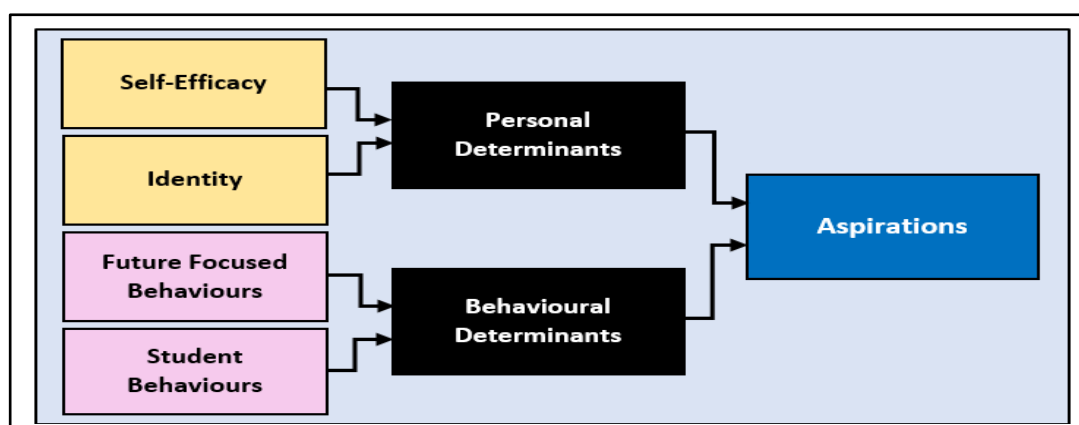 Self-Efficacy
Identity
Future Focused
Behaviours
Student
Behaviours
Personal
Determinants
Behavioural
Determinants
Aspirations